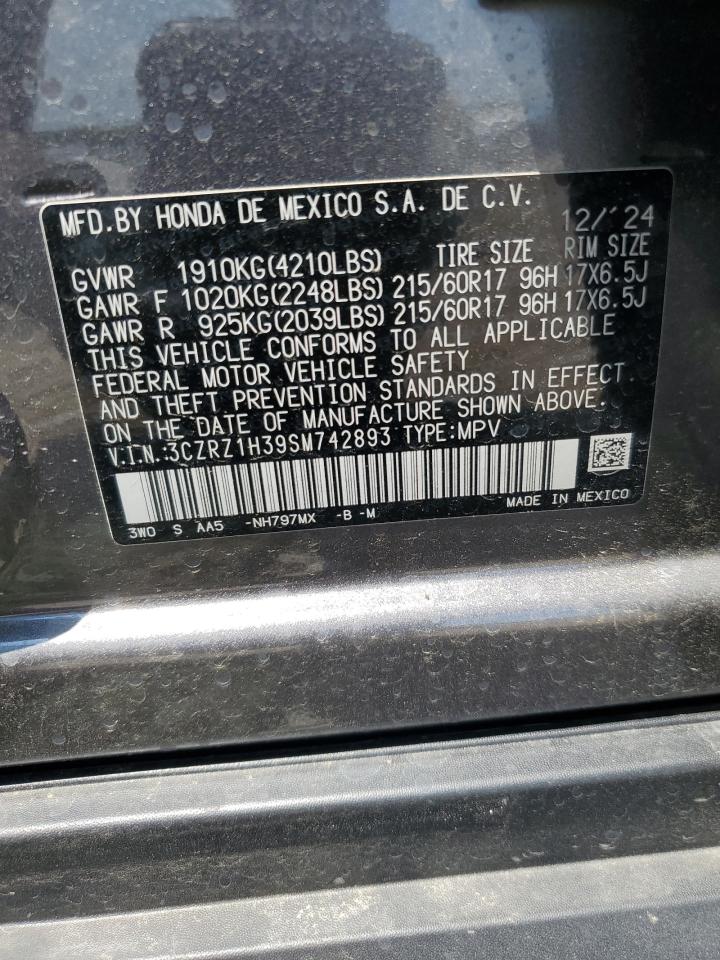 MFD.BY HONDA DE MEXICO S.A. DE C.V.
12/'24
GVWR 1910KG(4210LBS) TIRE SIZE RIM SIZE
GAWR F 1020KG(2248LBS) 215/60R17 96H 17X6.5J
GAWR R 925KG(2039LBS) 215/60R17 96H 17X6.5J
THIS VEHICLE CONFORMS TO ALL APPLICABLE
FEDERAL MOTOR VEHICLE SAFETY
AND THEFT PREVENTION STANDARDS IN EFFECT
ON THE DATE OF MANUFACTURE SHOWN ABOVE.
V.I.N.:3CZRZ1H39SM742893 TYPE:MPV
3W0 S AA5 -NH797MX -B -M MADE IN MEXICO